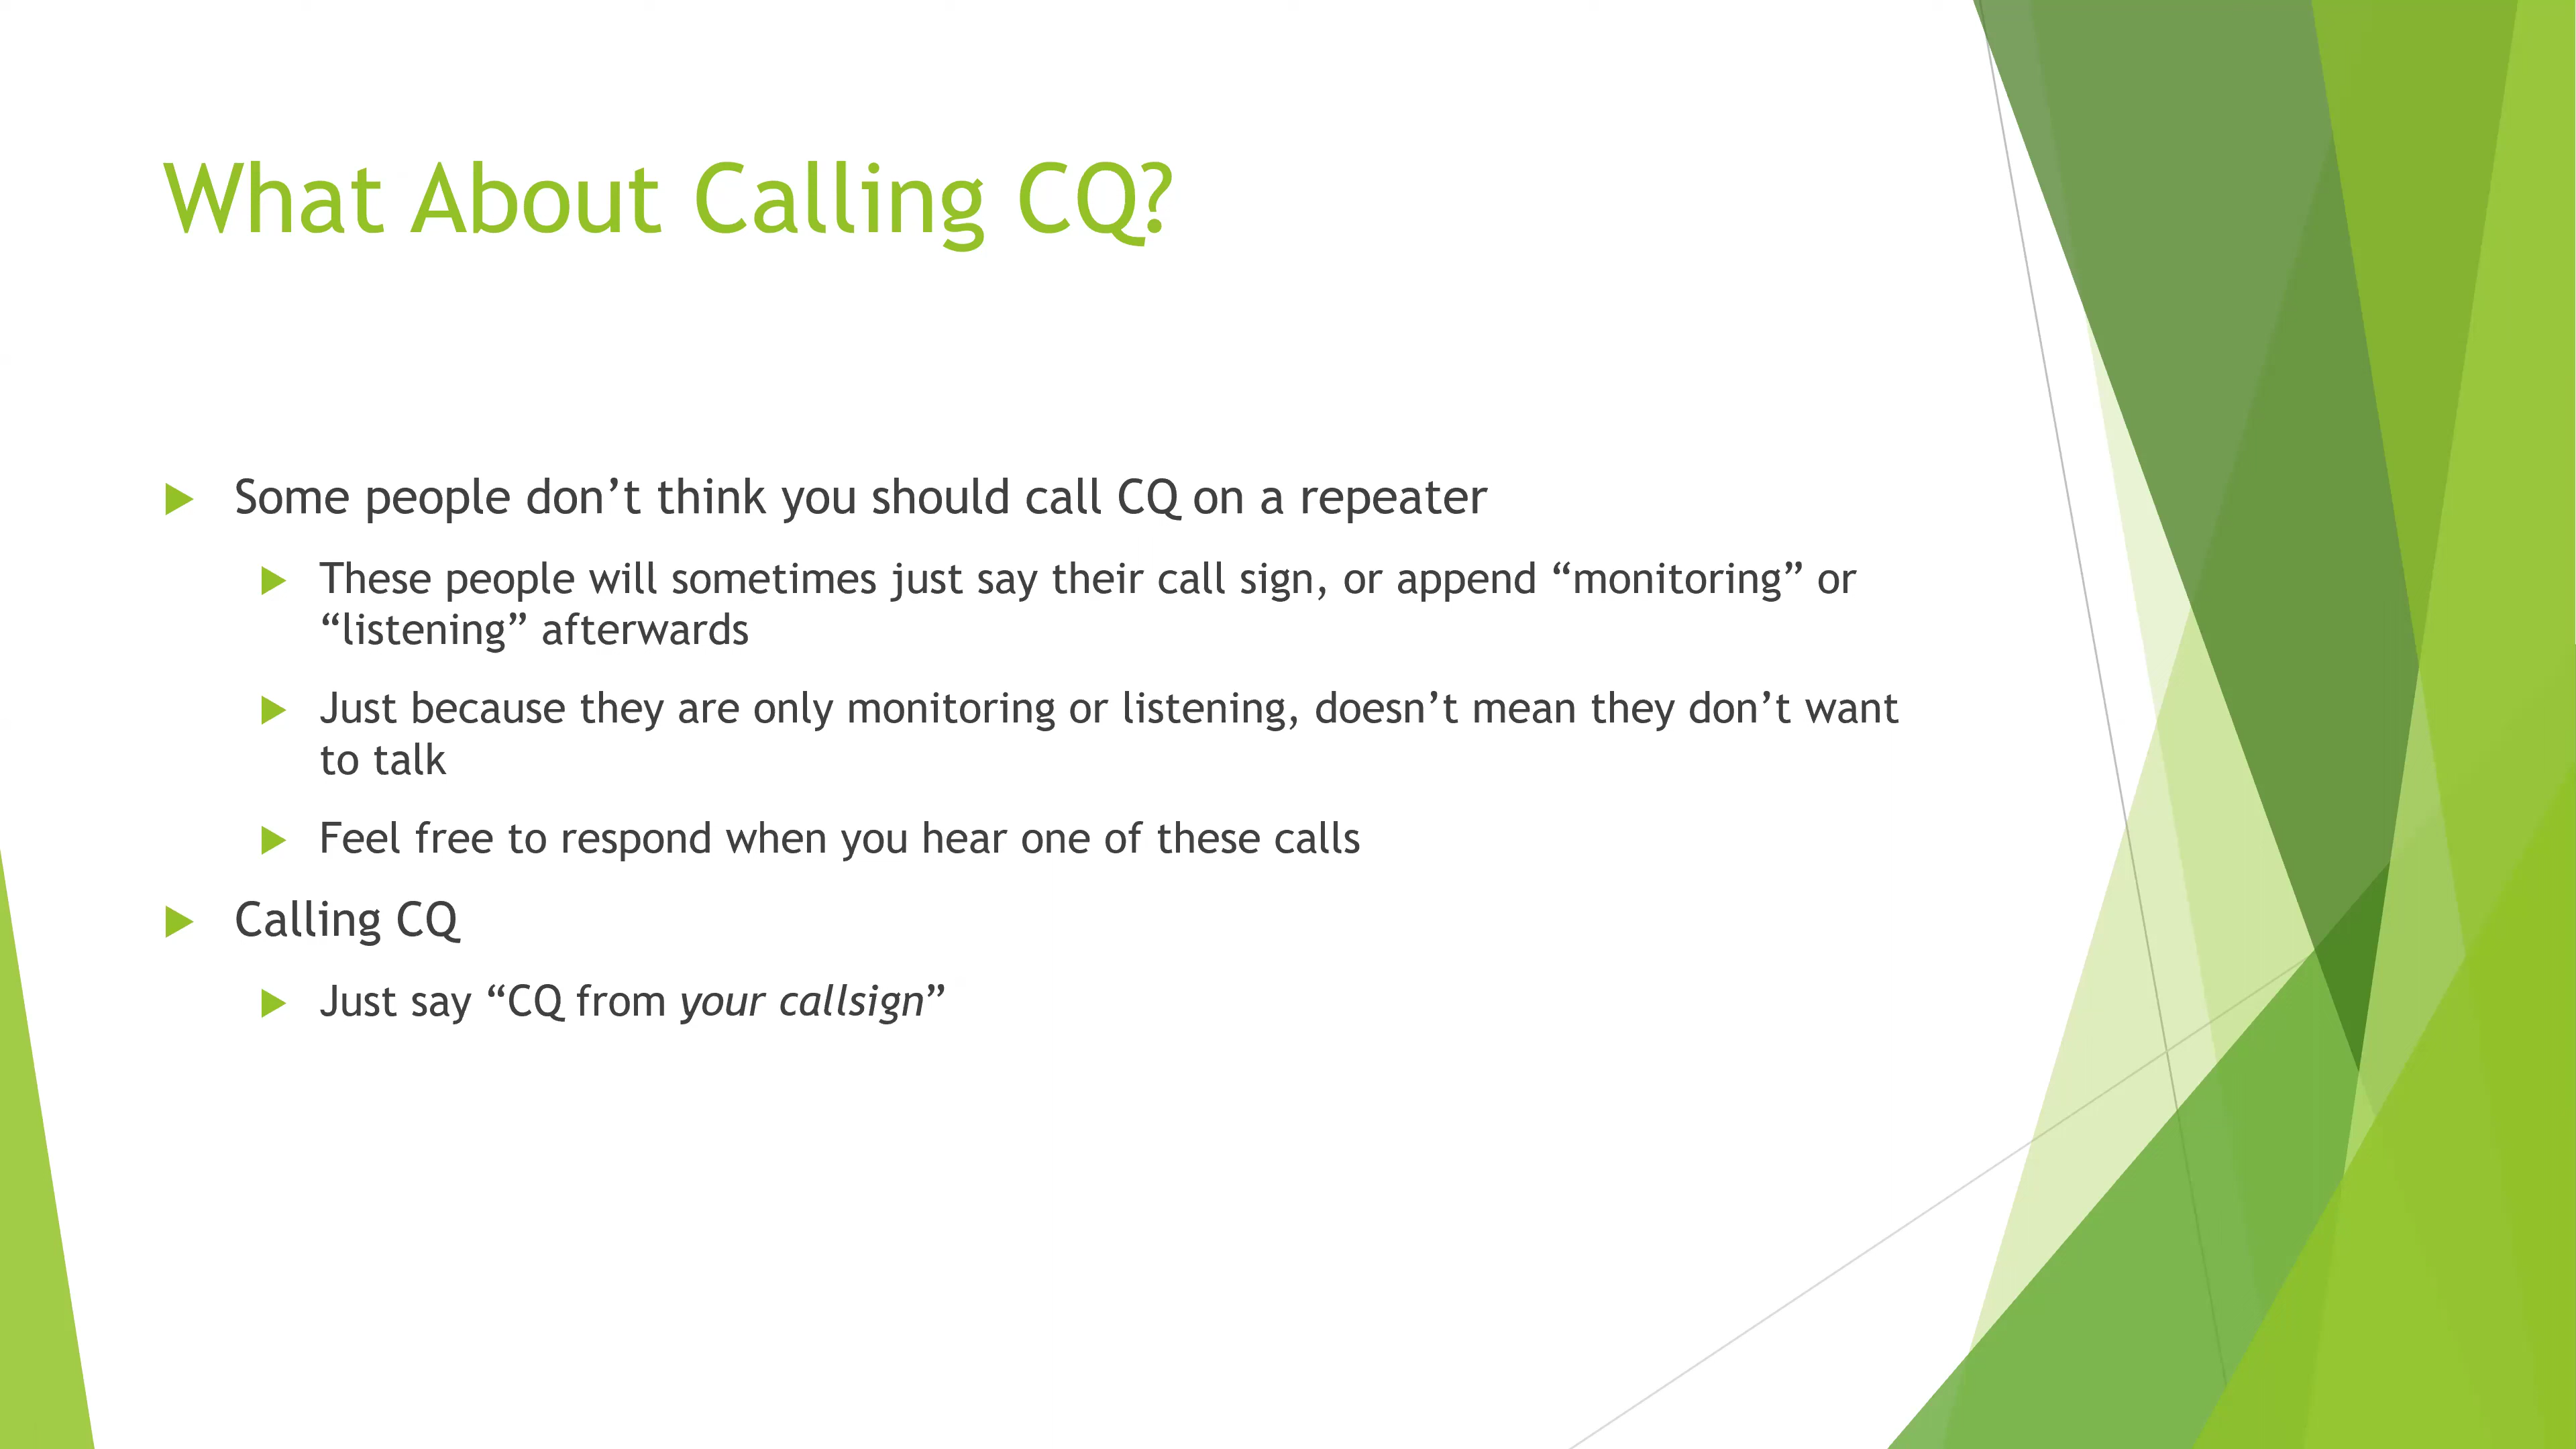 What About Calling CQ?
Some people don’t think you should call CQ on a repeater
These people will sometimes just say their call sign, or append “monitoring” or
“listening” afterwards
Just because they are only monitoring or listening, doesn’t mean they don’t want
to talk
Feel free to respond when you hear one of these calls
Calling CQ
Just say “CQ from your callsign”